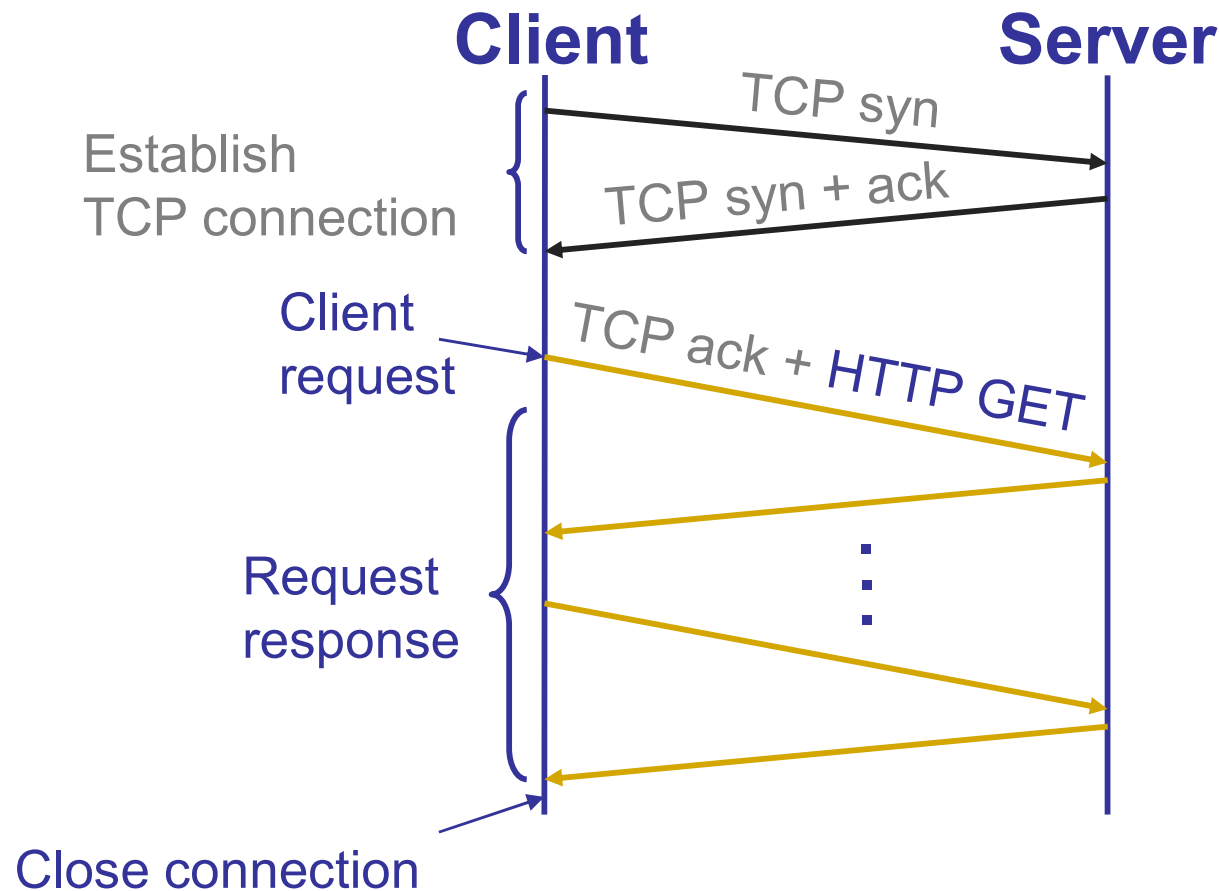 Client
Server
TCP syn
Establish
TCP connection
TCP syn + ack
Client
request
TCP ack + HTTP GET
Request
response
Close connection